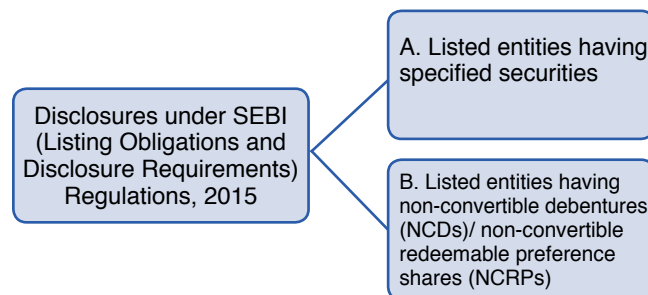 Disclosures under SEBI
(Listing Obligations and
Disclosure Requirements)
Regulations, 2015
A. Listed entities having
specified securities
B. Listed entities having
non-convertible debentures
(NCDs)/ non-convertible
redeemable preference
shares (NCRPs)